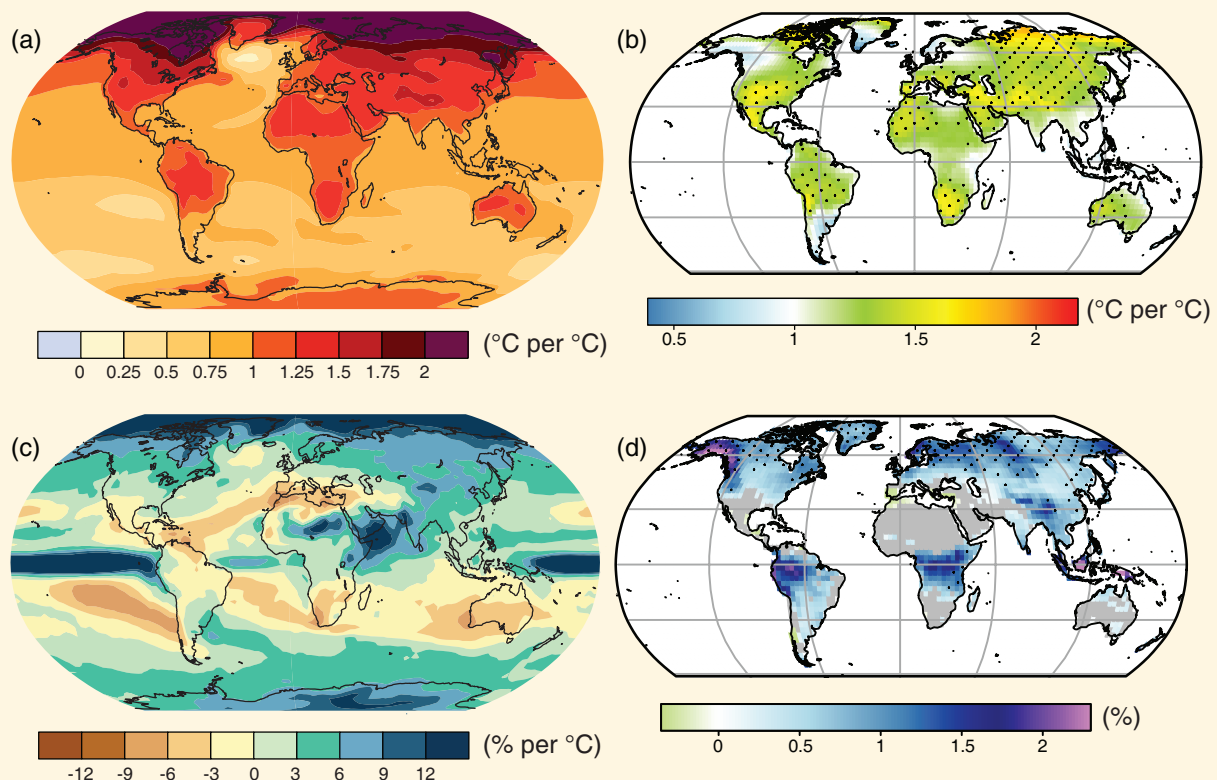 (a)
(b)
(°C per °C)
0 0.25 0.5 0.75 1 1.25 1.5 1.75 2
(°C per °C)
0.5 1 1.5 2
(c)
(d)
(% per °C)
-12 -9 -6 -3 0 3 6 9 12
(%)
0 0.5 1 1.5 2